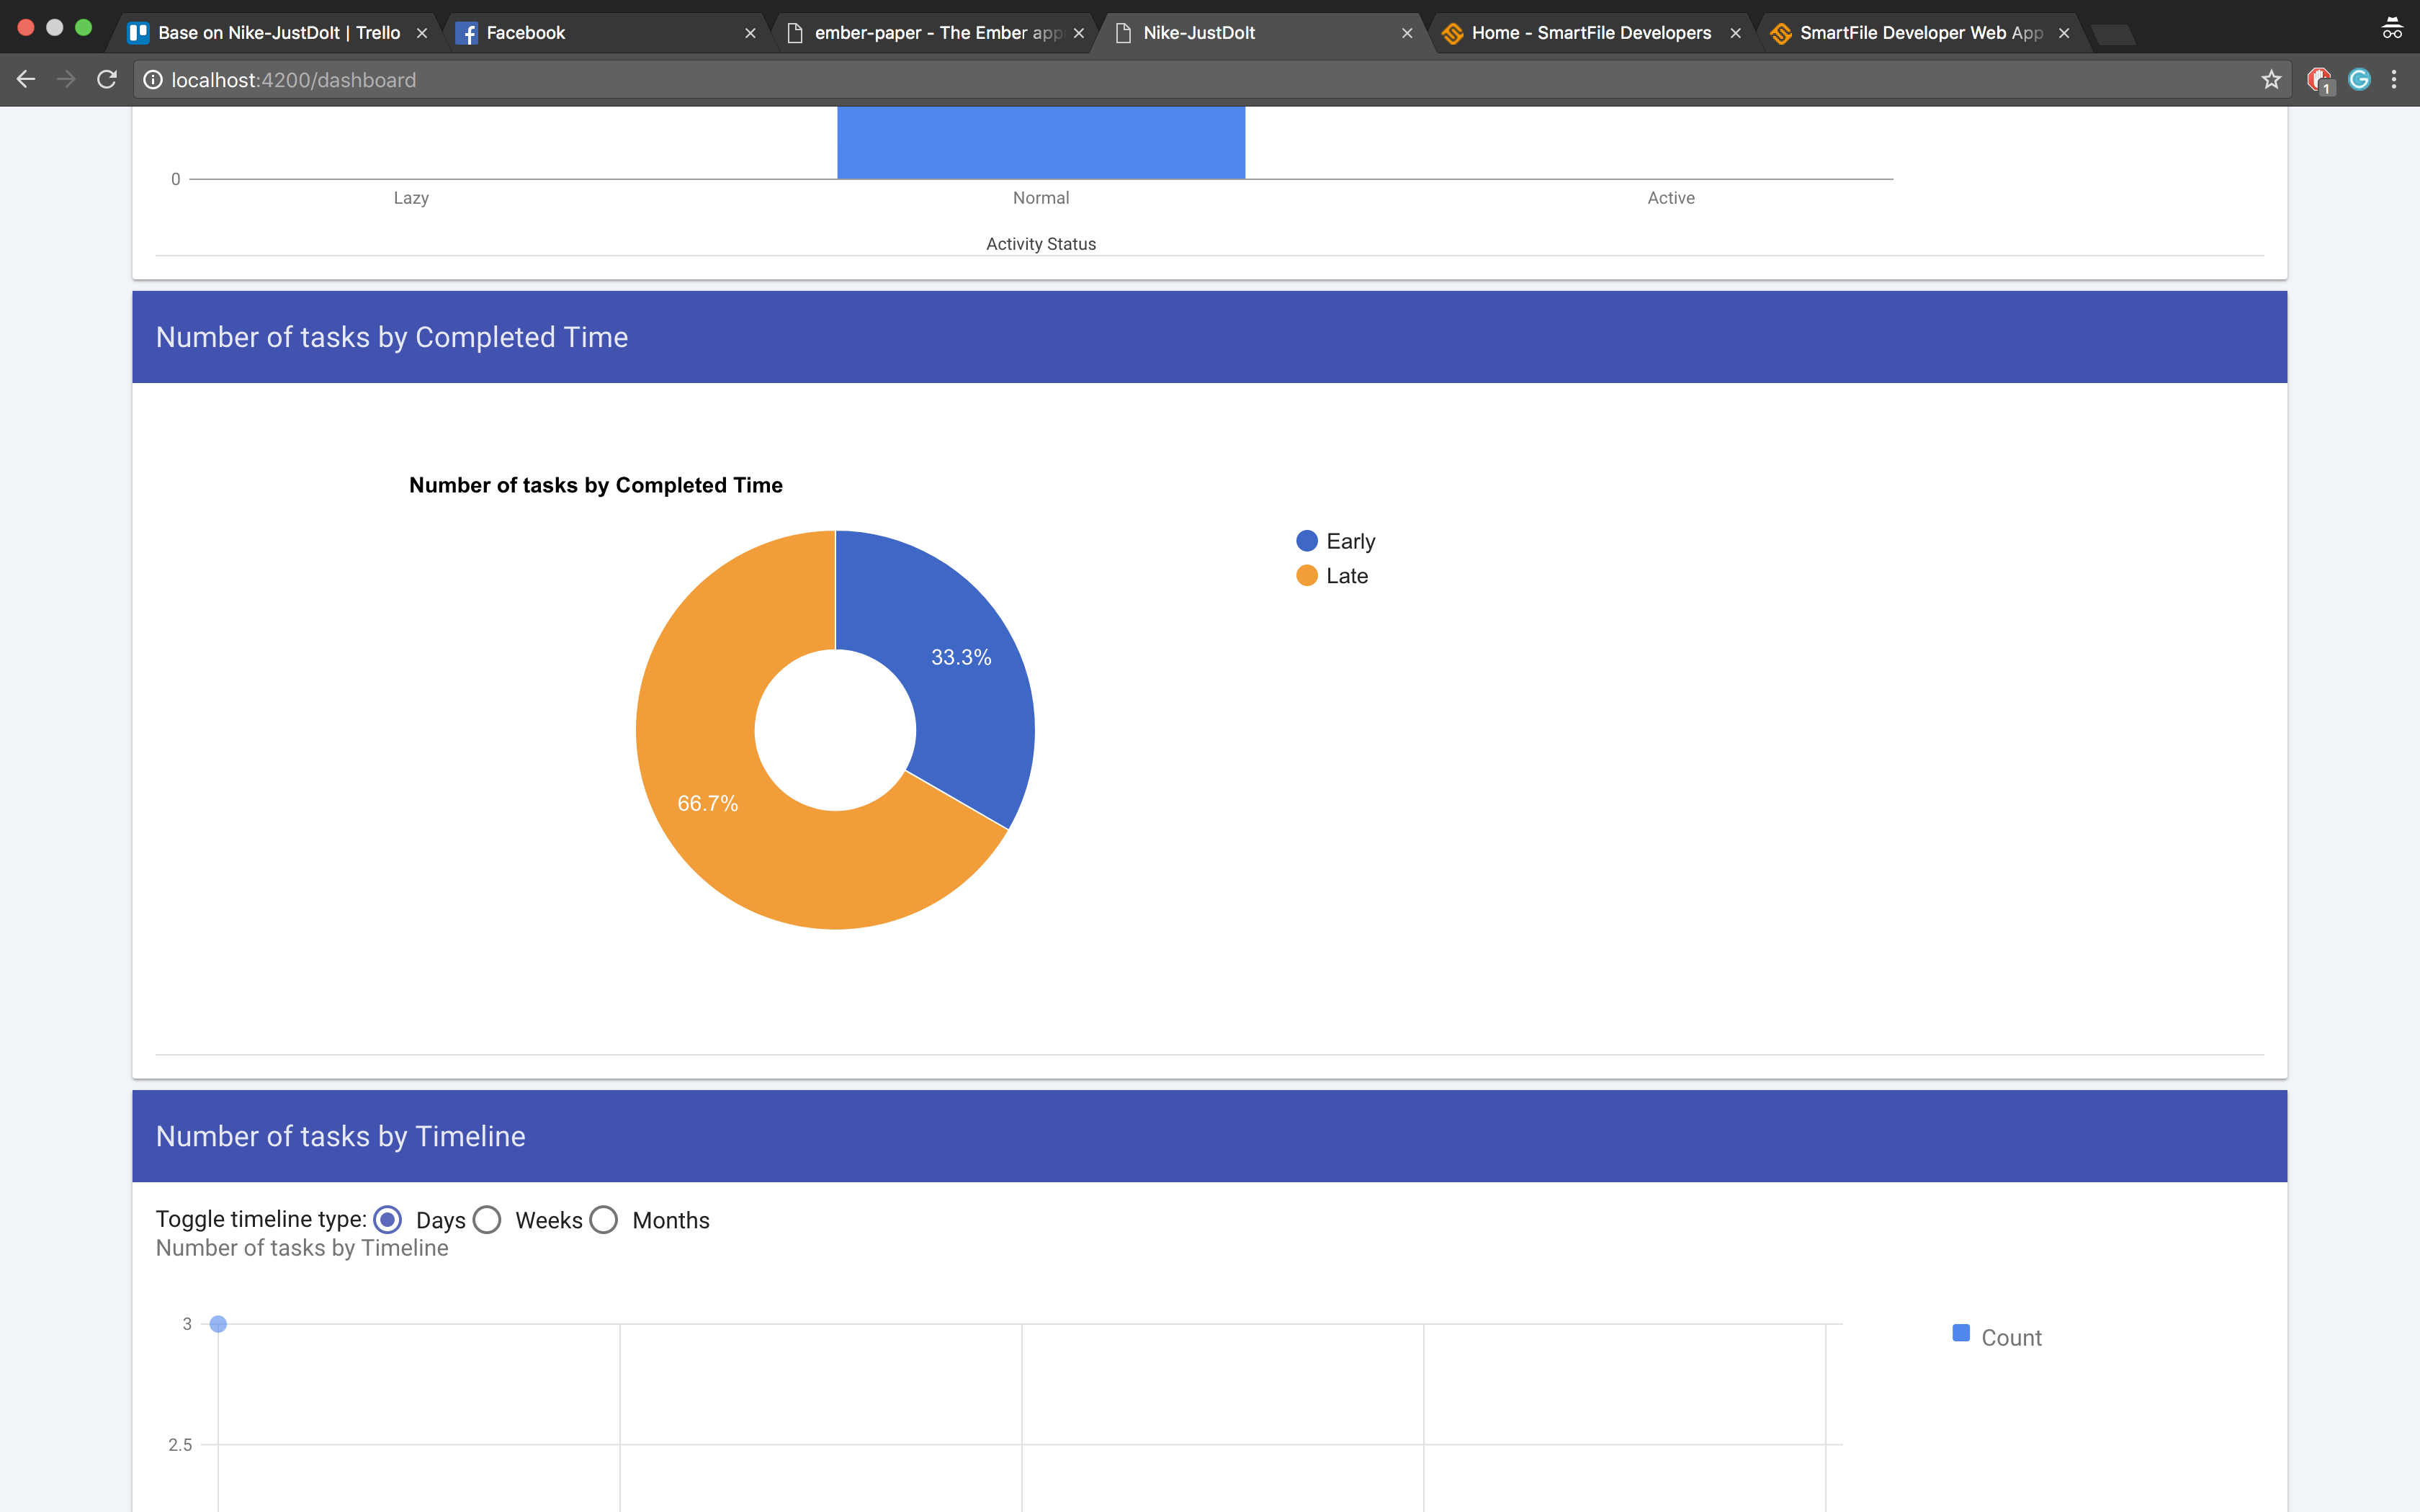 Base on Nike-JustDoIt | Trello
Facebook
ember-paper - The Ember app
Nike-JustDoIt
Home - SmartFile Developers
SmartFile Developer Web App
localhost:4200/dashboard
1
0
Lazy
Normal
Active
Activity Status
Number of tasks by Completed Time
Number of tasks by Completed Time
Early
Late
33.3%
66.7%
Number of tasks by Timeline
Toggle timeline type: Days Weeks Months
Number of tasks by Timeline
3
Count
2.5